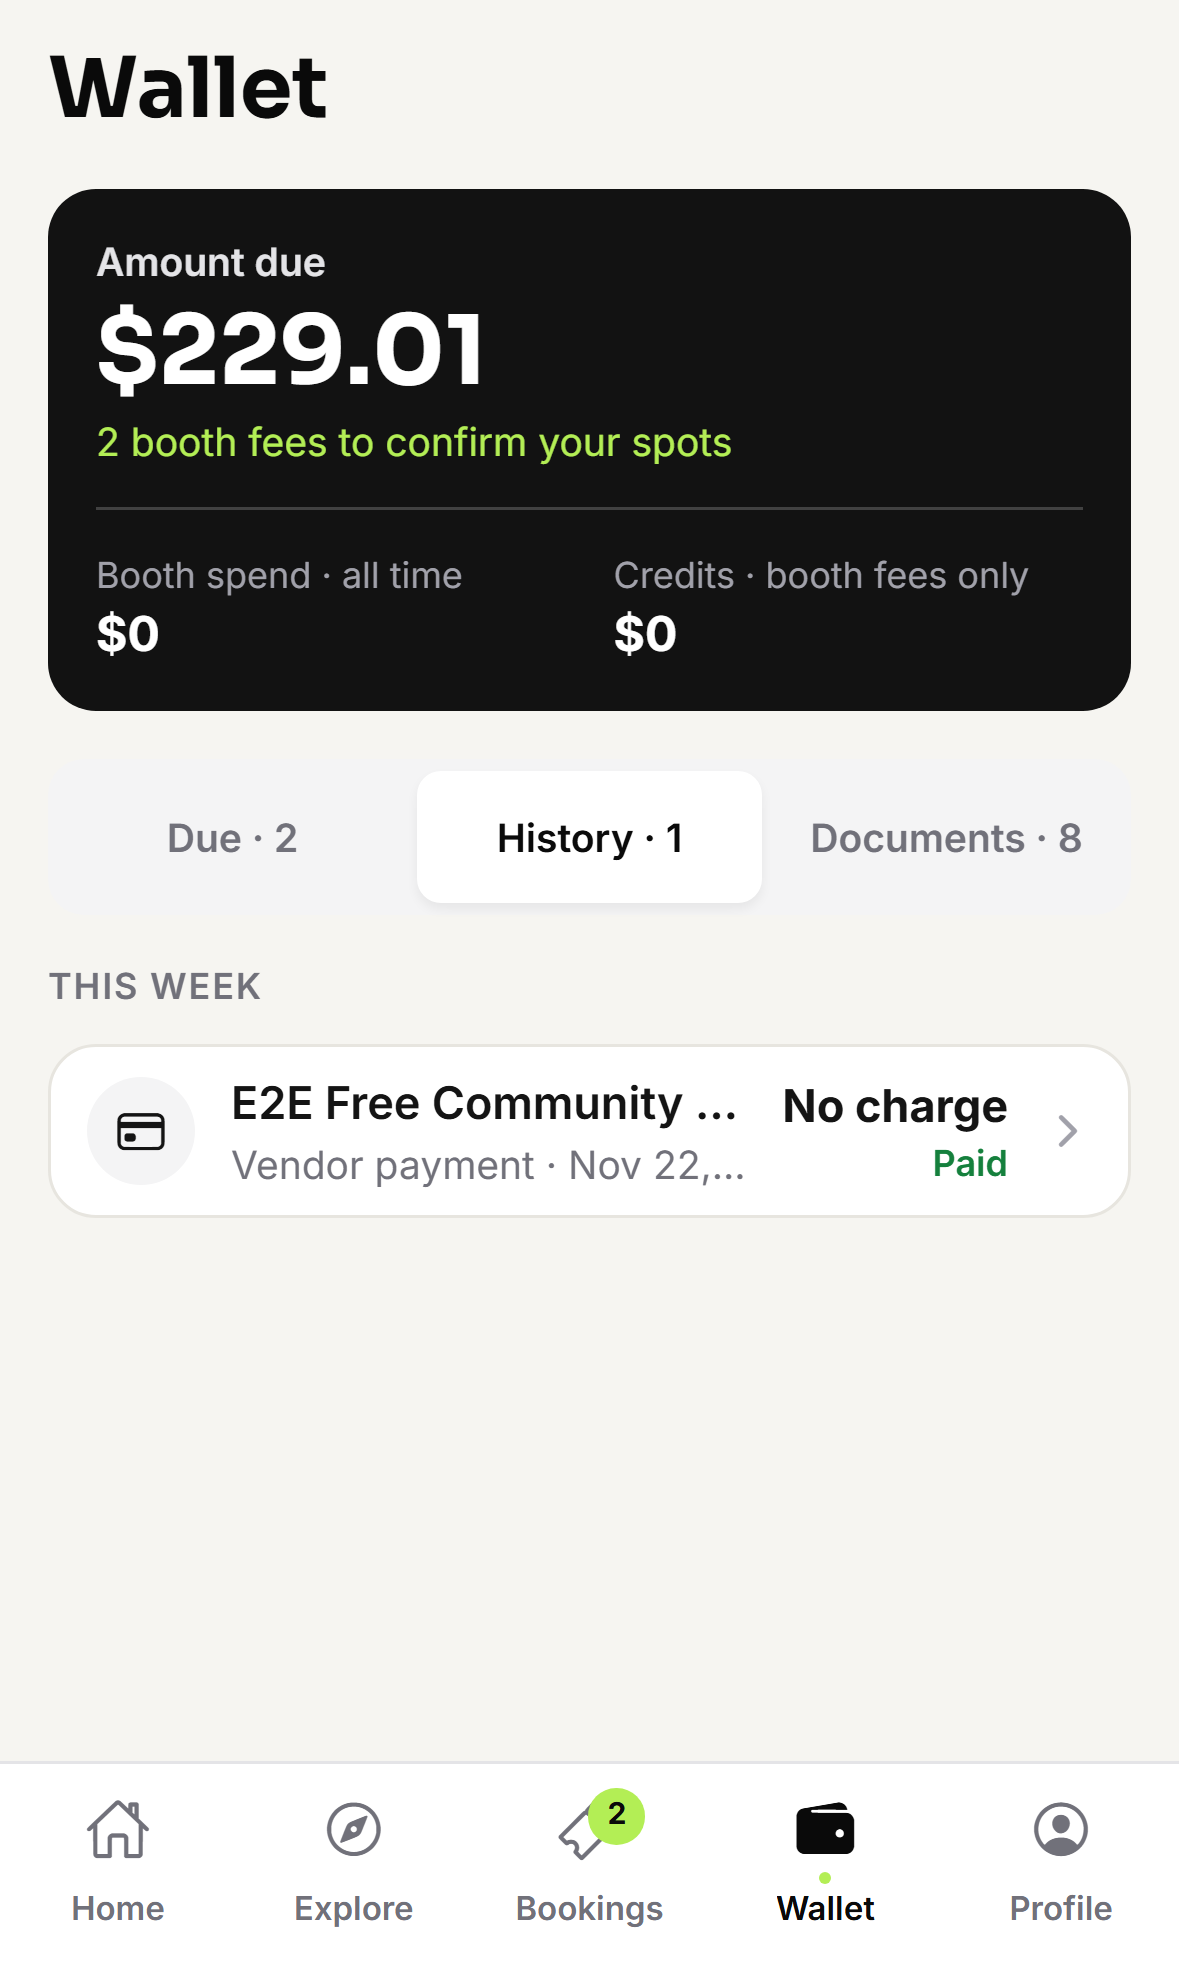 Wallet
Amount due
$229.01
2 booth fees to confirm your spots
Booth spend · all time
$0
Credits · booth fees only
$0
Due · 2
History · 1
Documents · 8
THIS WEEK
E2E Free Community ...
No charge
Vendor payment · Nov 22,...
Paid
2
Home
Explore
Bookings
Wallet
Profile